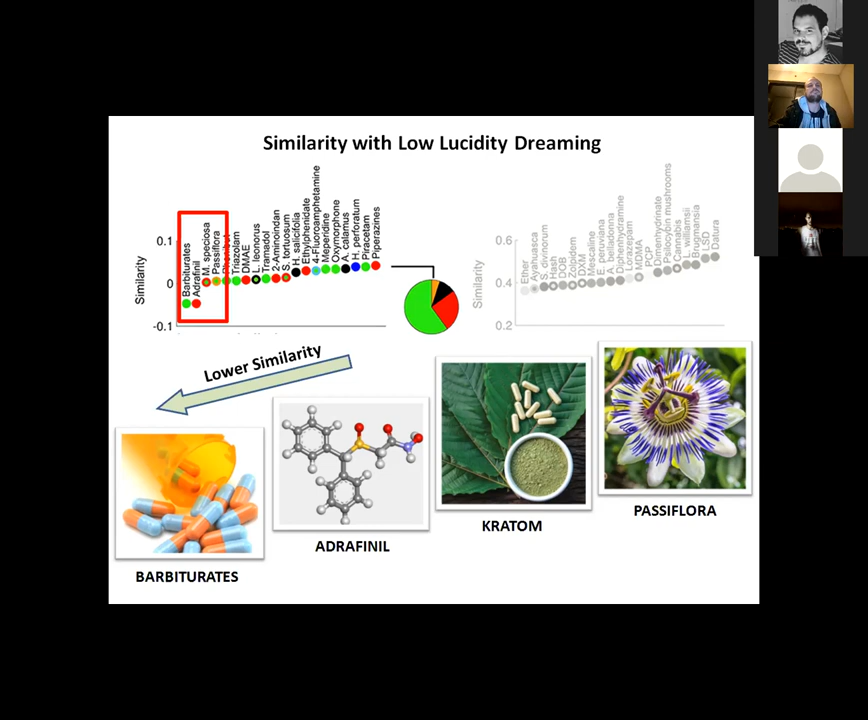 Similarity with Low Lucidity Dreaming
Similarity
0.1
0
-0.1
Barbiturates
Adrafinil
M. speciosa
Passiflora
Triazolam
DMAE
L. leonorus
Tramadol
2-Aminoindan
S. tortuosum
H. salicifolia
Ethylphenidate
4-Fluoroamphetamine
Meperidine
Oxymorphone
A. calamus
H. perforatum
Piracetam
Piperazines
Similarity
0.6
0.4
0.2
Ether
Ayahuasca
S. divinorum
Hash
DOB
Zolpidem
DXM
Mescaline
E. peruviana
A. belladonna
Diphenhydramine
Lorazepam
MDMA
PCP
Dimenhydrinate
Psilocybin mushrooms
Cannabis
L. williamsii
Brugmansia
LSD
Datura
Lower Similarity
BARBITURATES
ADRAFINIL
KRATOM
PASSIFLORA